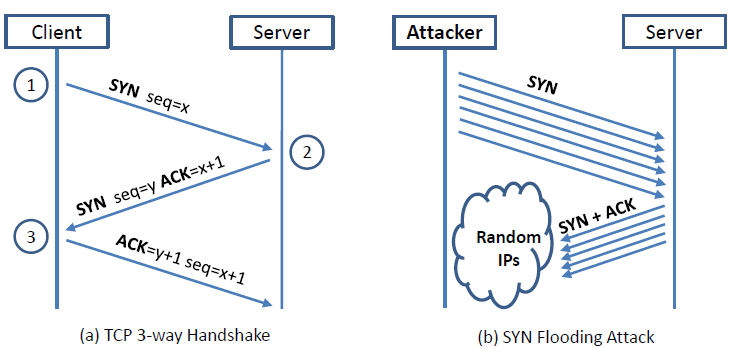 Client
Server
1
SYN seq=x
2
SYN seq=y ACK=x+1
3
ACK=y+1 seq=x+1
(a) TCP 3-way Handshake
Attacker
Server
SYN
SYN + ACK
Random
IPs
(b) SYN Flooding Attack